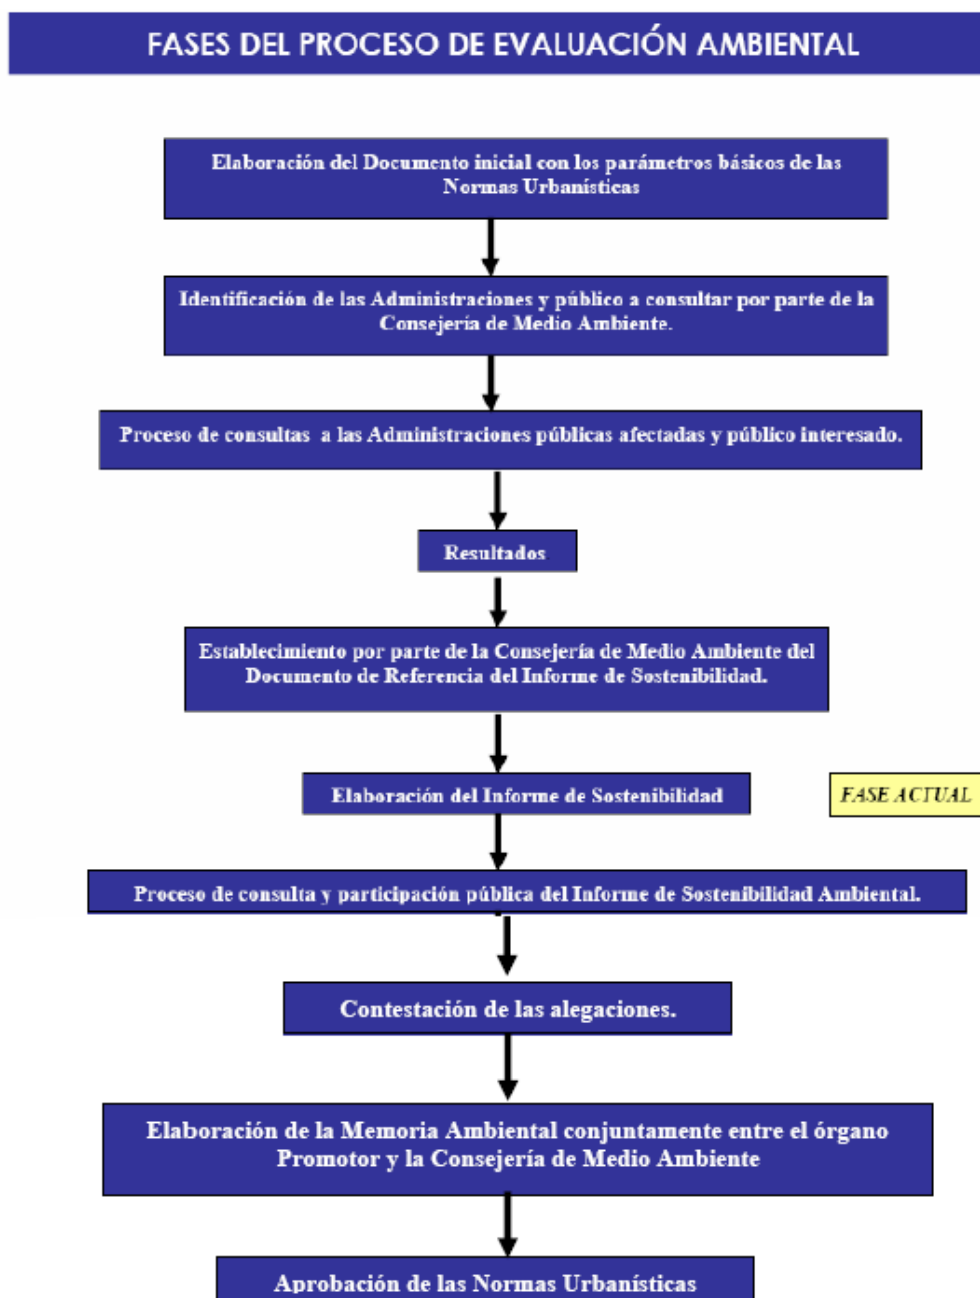 FASES DEL PROCESO DE EVALUACIÓN AMBIENTAL
Elaboración del Documento inicial con los parámetros básicos de las
Normas Urbanísticas
Identificación de las Administraciones y público a consultar por parte de la
Consejería de Medio Ambiente.
Proceso de consultas a las Administraciones públicas afectadas y público interesado.
Resultados
Establecimiento por parte de la Consejería de Medio Ambiente del
Documento de Referencia del Informe de Sostenibilidad.
Elaboración del Informe de Sostenibilidad
FASE ACTUAL
Proceso de consulta y participación pública del Informe de Sostenibilidad Ambiental.
Contestación de las alegaciones.
Elaboración de la Memoria Ambiental conjuntamente entre el órgano
Promotor y la Consejería de Medio Ambiente
Aprobación de las Normas Urbanísticas